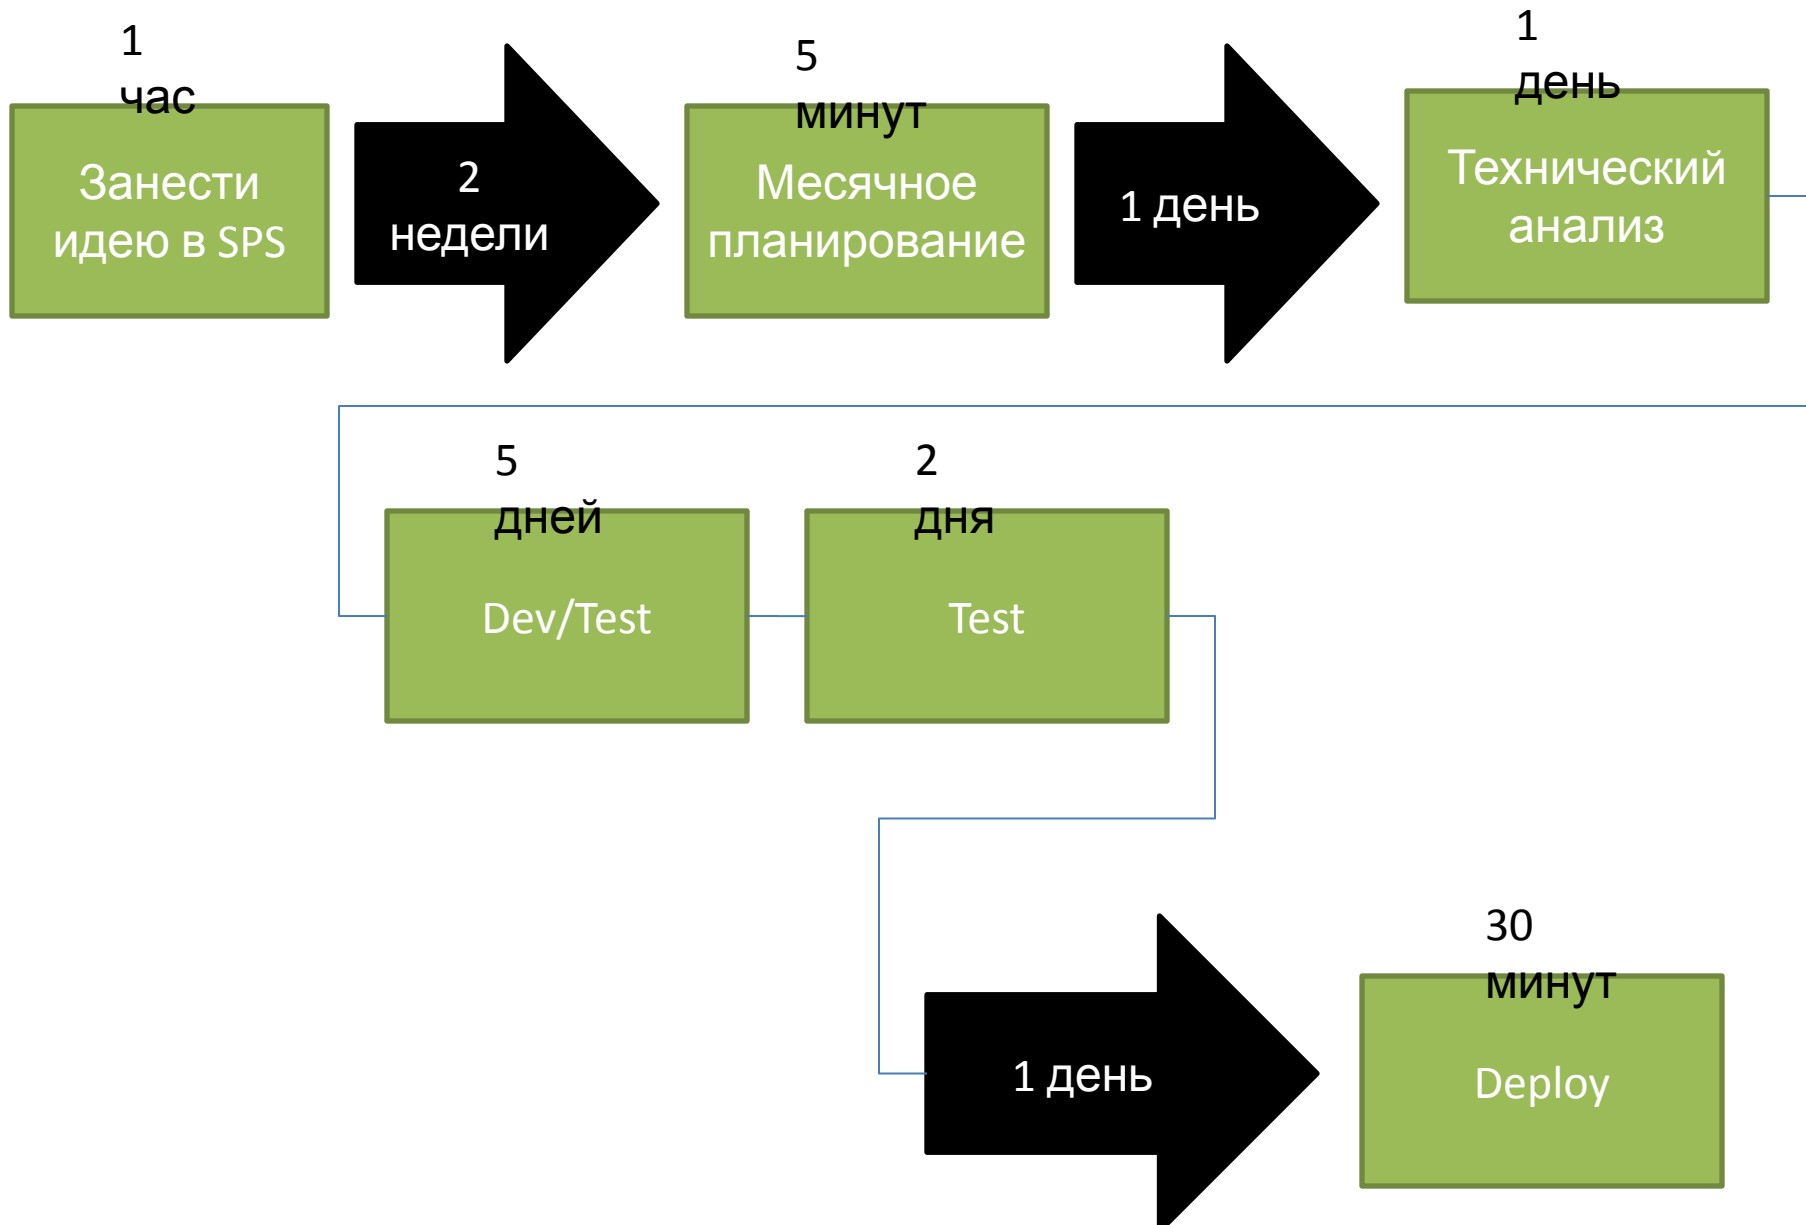 1
час
Занести
идею в SPS
2
недели
5
минут
Месячное
планирование
1 день
1
день
Технический
анализ
5
дней
Dev/Test
2
дня
Test
1 день
30
минут
Deploy